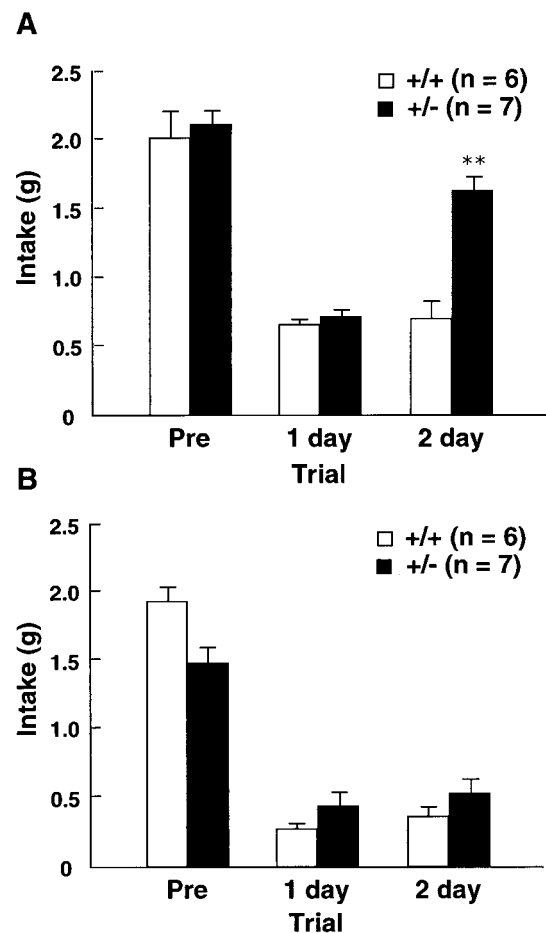 A
2.5
2.0
1.5
1.0
0.5
0
Intake (g)
+/+ (n = 6)
+/- (n = 7)
**
Pre 1 day 2 day
Trial
B
2.5
2.0
1.5
1.0
0.5
0
Intake (g)
+/+ (n = 6)
+/- (n = 7)
Pre 1 day 2 day
Trial